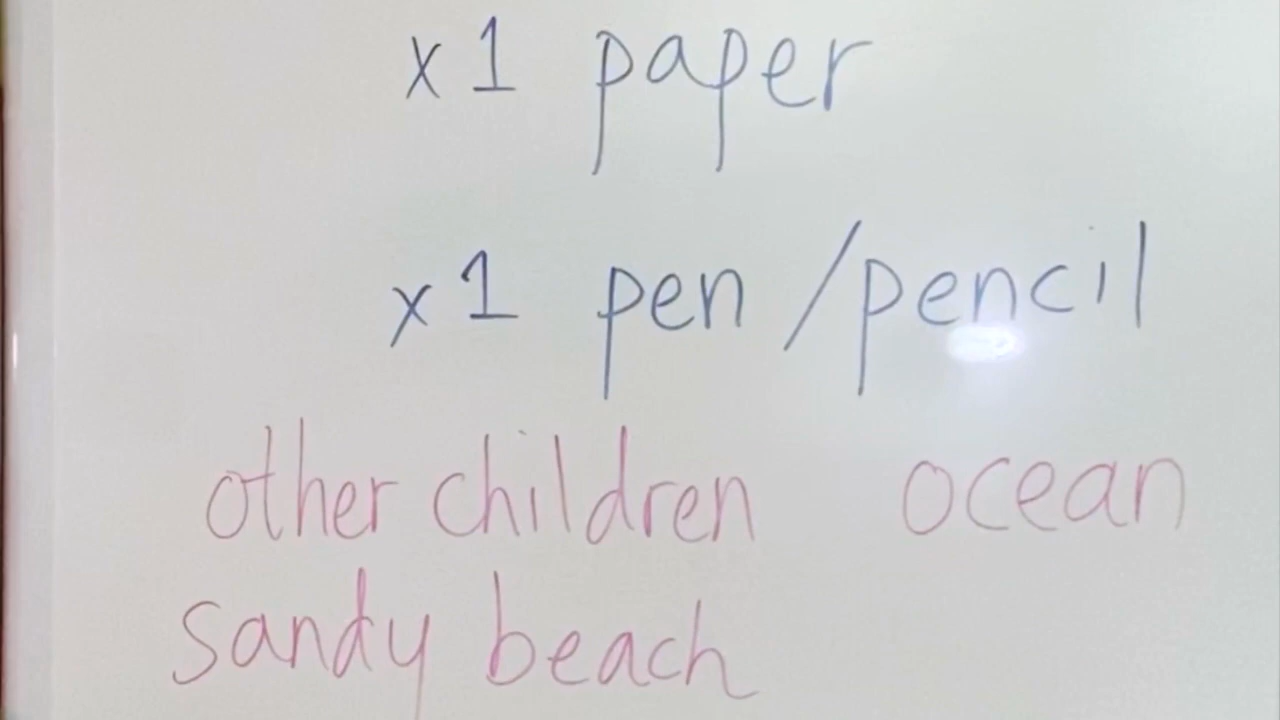 x1 paper
x1 pen /pencil
other children ocean
sandy beach